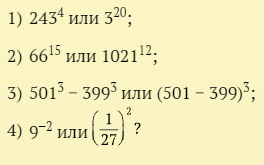 1) 243⁴ или 3²⁰;
2) 66¹⁵ или 1021¹²;
3) 501³ − 399³ или (501 − 399)³;
4) 9⁻² или (1/27)²?